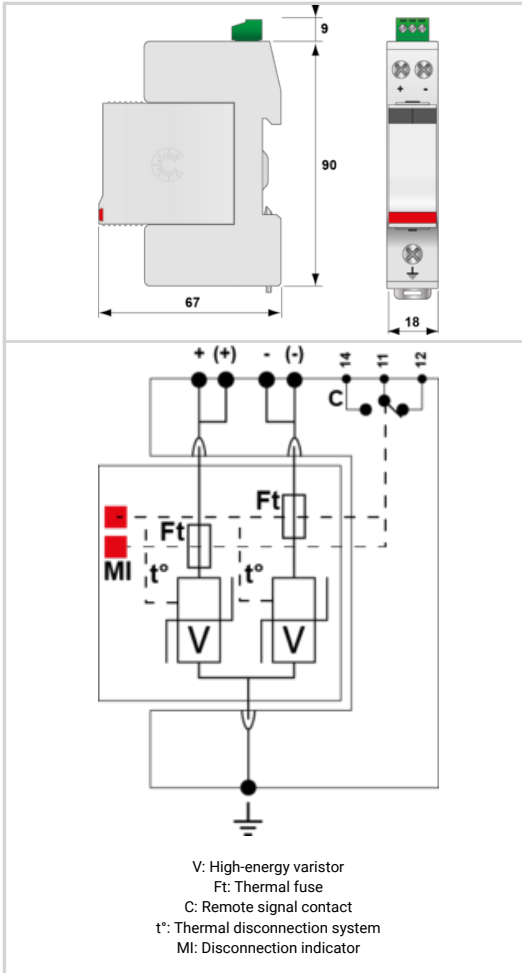 9
90
67
+ -
18
+ (+) - (-) 14 11 12
C
Ft
Ft
MI
t° t°
V V
V: High-energy varistor
Ft: Thermal fuse
C: Remote signal contact
t°: Thermal disconnection system
MI: Disconnection indicator